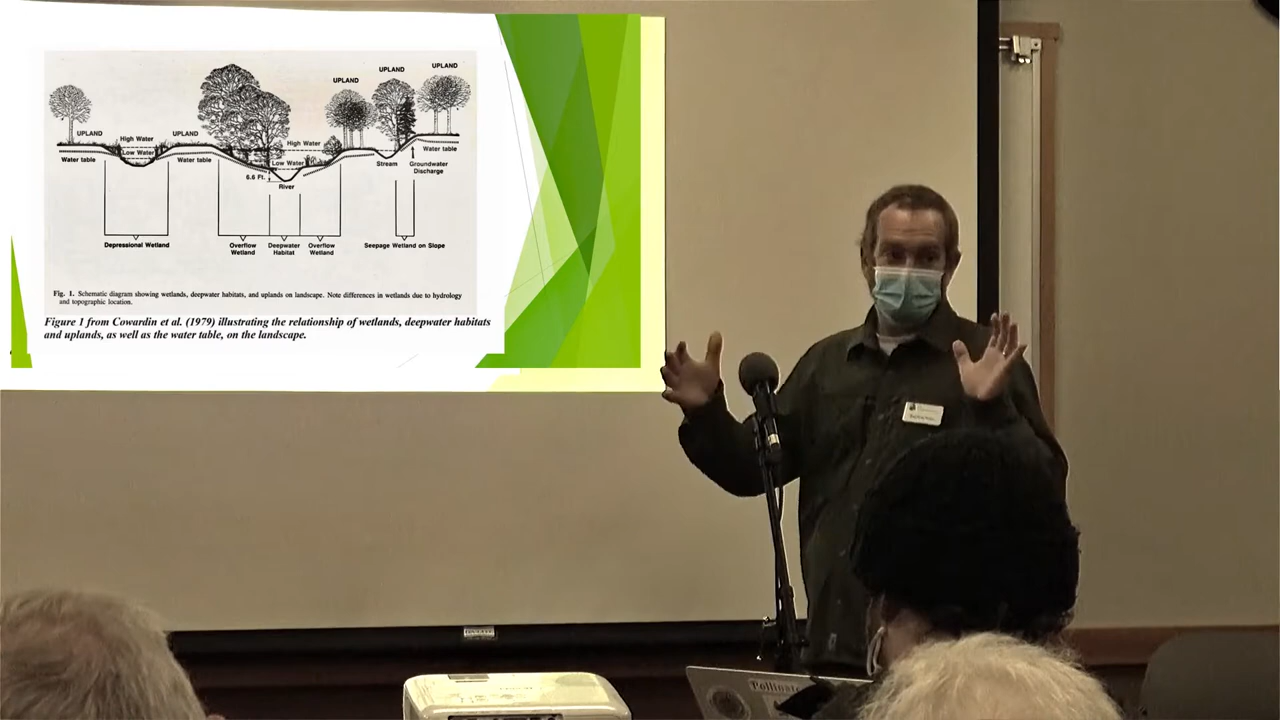 UPLAND
UPLAND
UPLAND
UPLAND
High Water
UPLAND
High Water
Low Water
Water table
Water table
Low Water
Stream
Water table
Groundwater
Discharge
6.6 Ft.
River
Depressional Wetland
Overflow
Wetland
Deepwater
Habitat
Overflow
Wetland
Seepage Wetland on Slope
Fig. 1. Schematic diagram showing wetlands, deepwater habitats, and uplands on landscape. Note differences in wetlands due to hydrology
and topographic location.
Figure 1 from Cowardin et al. (1979) illustrating the relationship of wetlands, deepwater habitats
and uplands, as well as the water table, on the landscape.